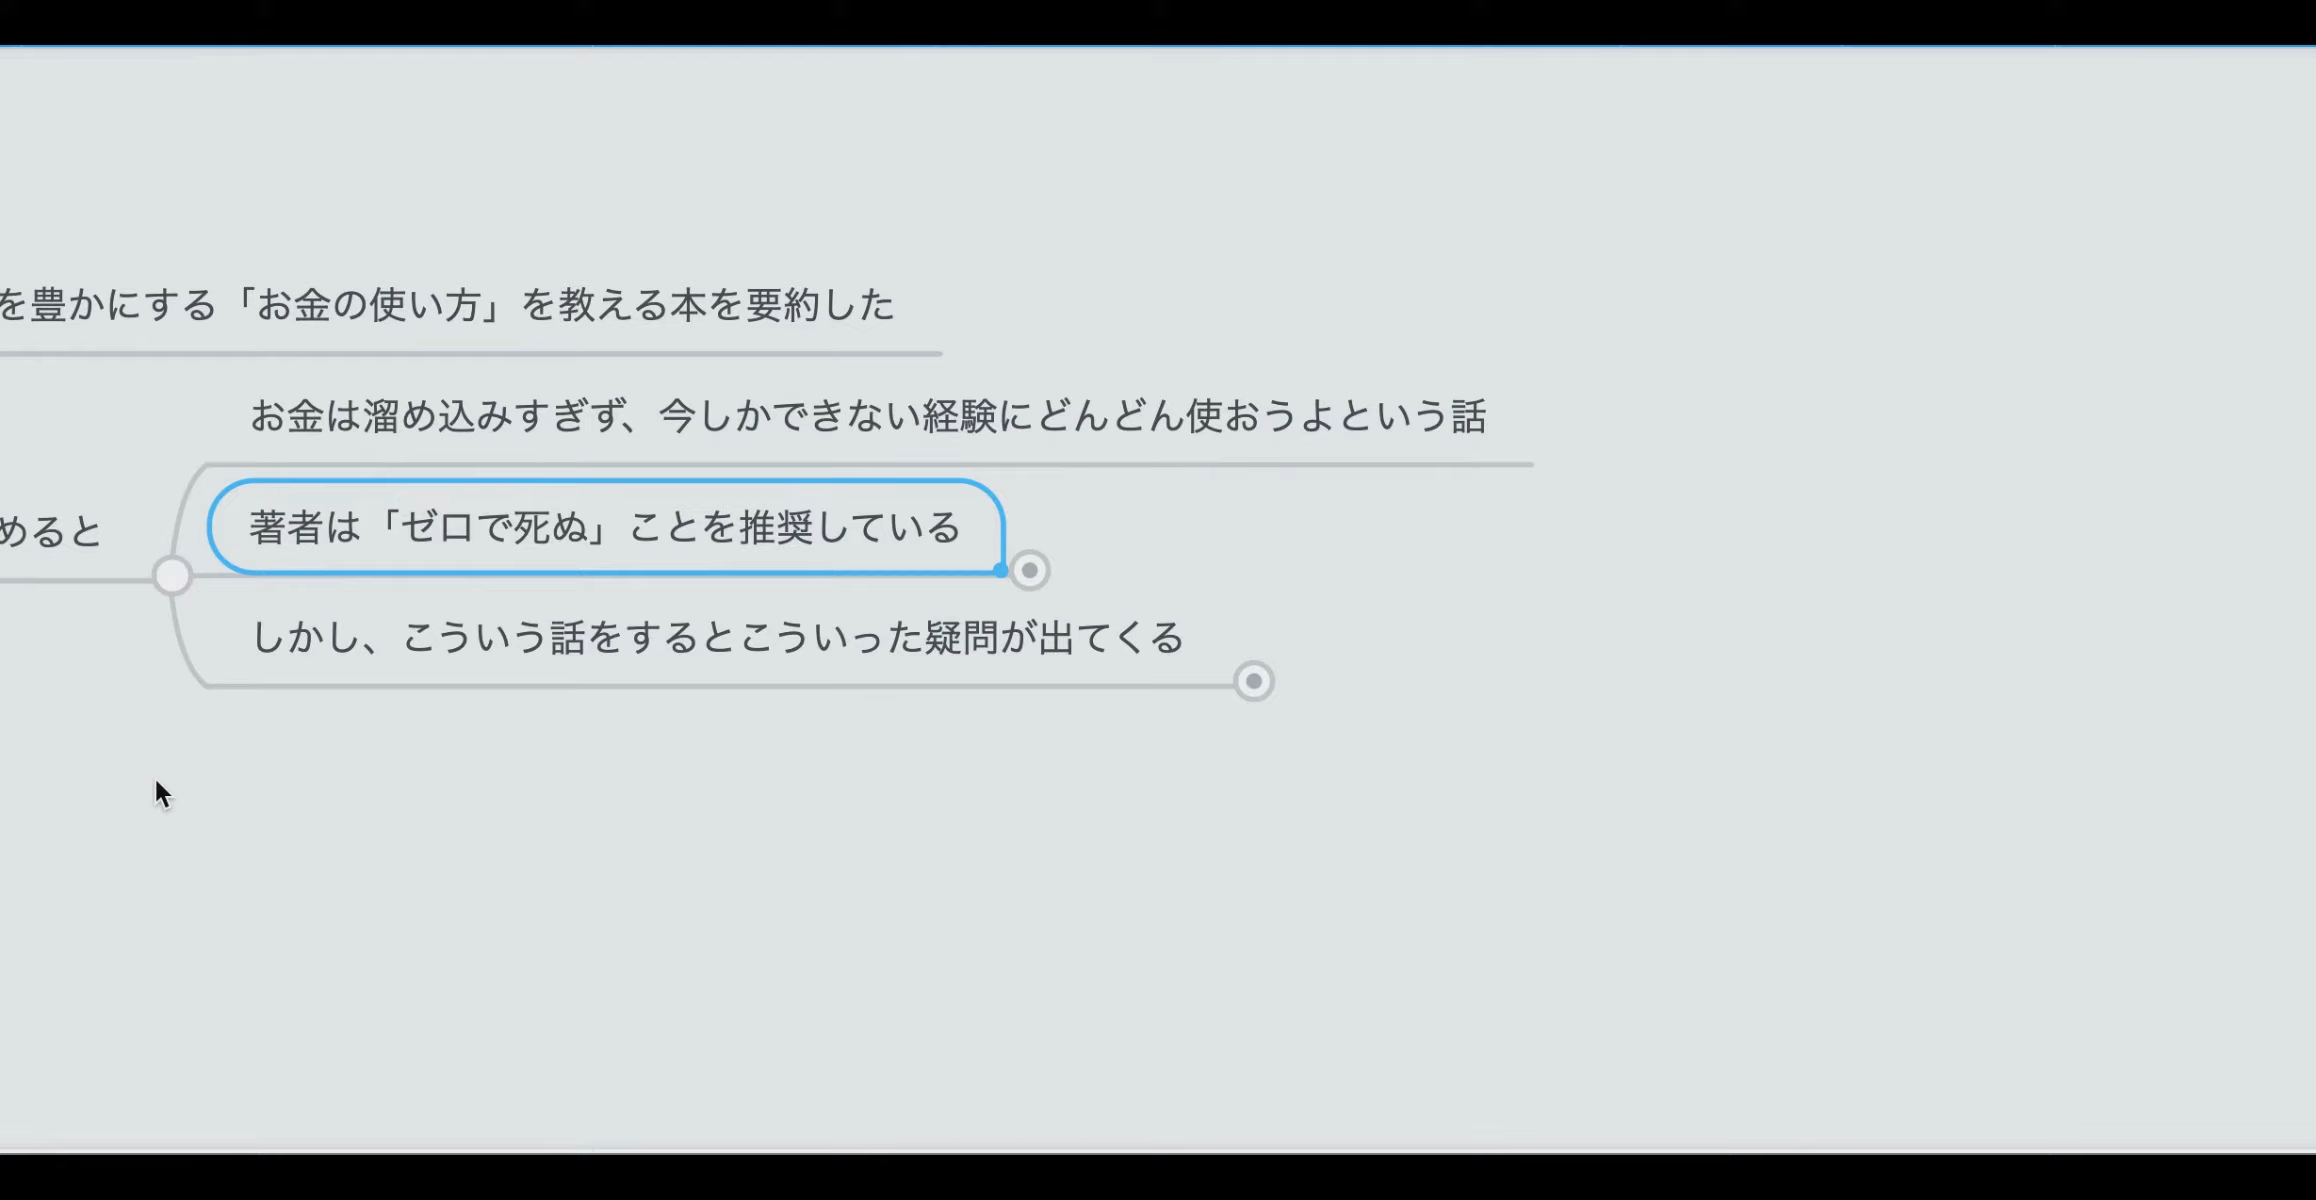 を豊かにする「お金の使い方」を教える本を要約した
お金は溜め込みすぎず、今しかできない経験にどんどん使おうよという話
めると
著者は「ゼロで死ぬ」ことを推奨している
しかし、こういう話をするとこういった疑問が出てくる